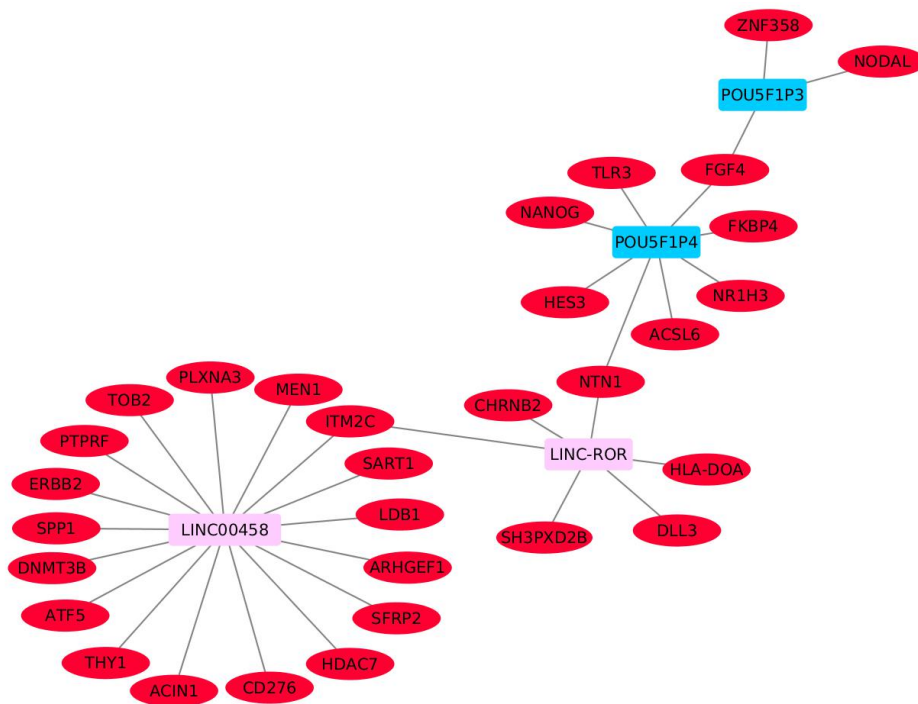 ZNF358
NODAL
POU5F1P3
TLR3
FGF4
NANOG
FKBP4
POU5F1P4
HES3
NR1H3
ACSL6
PLXNA3
MEN1
NTN1
TOB2
CHRNB2
ITM2C
PTPRF
LINC-ROR
SART1
HLA-DOA
ERBB2
LDB1
SPP1
LINC00458
SH3PXD2B
DLL3
DNMT3B
ARHGEF1
ATF5
SFRP2
THY1
HDAC7
ACIN1
CD276